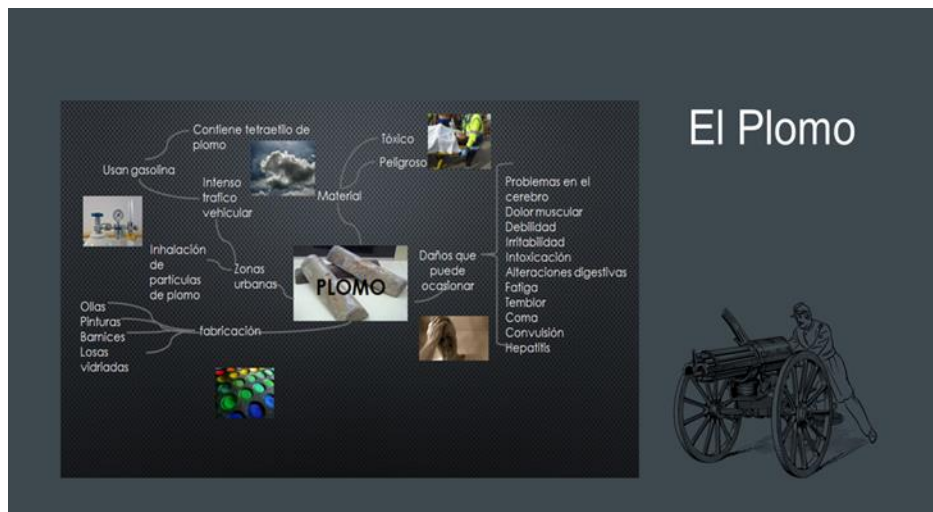 El Plomo
Contiene tetraetilo de
plomo
Usan gasolina
Intenso
trafico
vehicular
Inhalación
de
partículas
de plomo
Zonas
urbanas
Ollas
Pinturas
Barnices
Losas
vidriadas
fabricación
Material
Tóxico
Peligroso
PLOMO
Daños que
puede
ocasionar
Problemas en el
cerebro
Dolor muscular
Debilidad
Irritabilidad
Intoxicación
Alteraciones digestivas
Fatiga
Temblor
Coma
Convulsión
Hepatitis